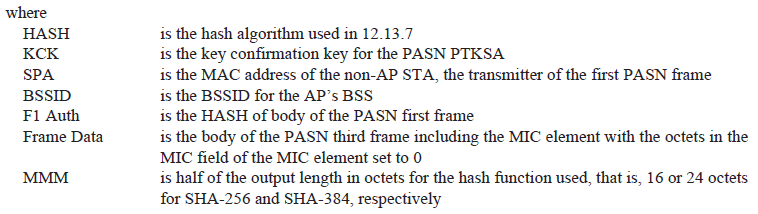 where
HASH is the hash algorithm used in 12.13.7
KCK is the key confirmation key for the PASN PTKSA
SPA is the MAC address of the non-AP STA, the transmitter of the first PASN frame
BSSID is the BSSID for the AP’s BSS
F1 Auth is the HASH of body of the PASN first frame
Frame Data is the body of the PASN third frame including the MIC element with the octets in the
MIC field of the MIC element set to 0
MMM is half of the output length in octets for the hash function used, that is, 16 or 24 octets
for SHA-256 and SHA-384, respectively